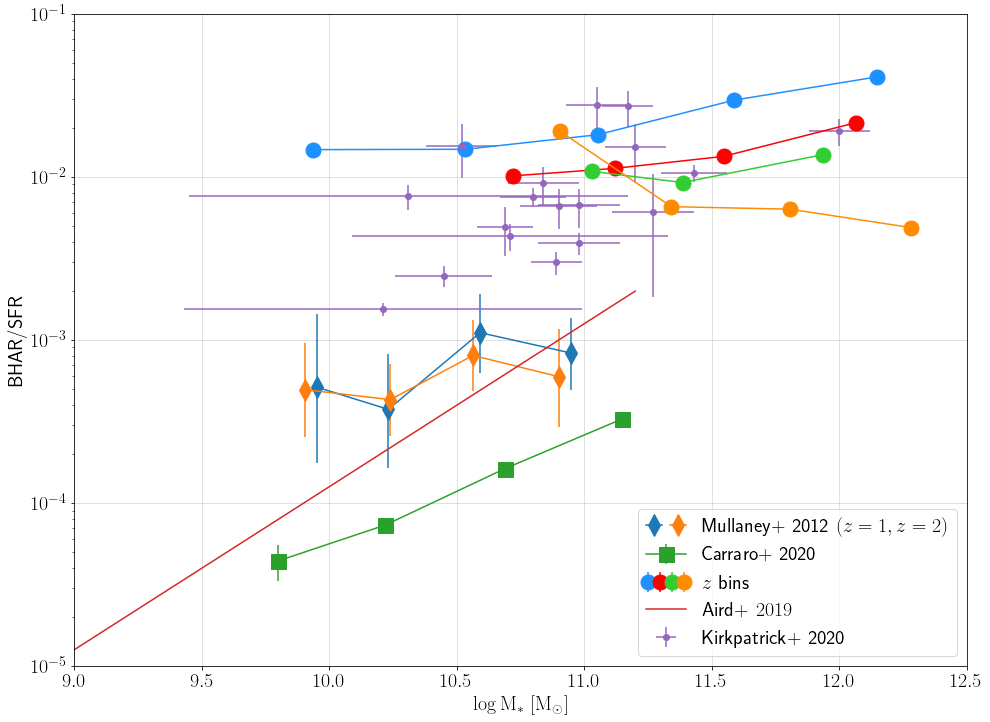 10⁻¹
10⁻²
10⁻³
10⁻⁴
10⁻⁵
BHAR/SFR
9.0 9.5 10.0 10.5 11.0 11.5 12.0 12.5
log M∗ [M⊙]
Mullaney+ 2012 (z = 1, z = 2)
Carraro+ 2020
z bins
Aird+ 2019
Kirkpatrick+ 2020